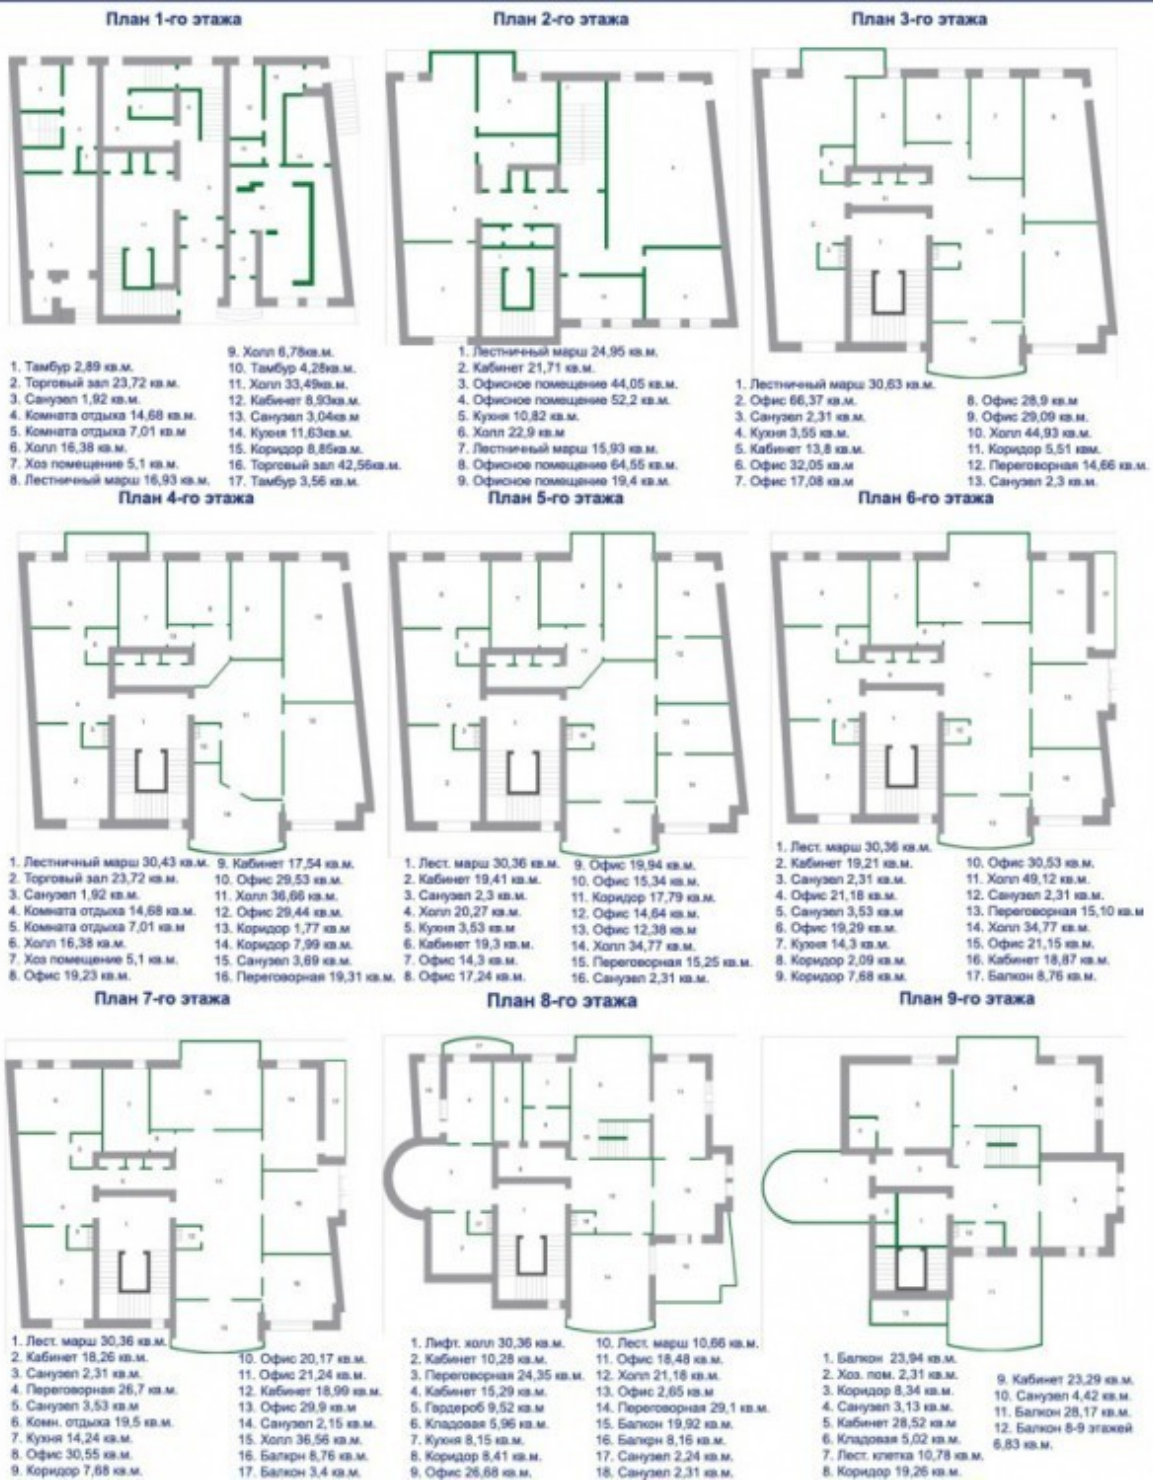 План 1-го этажа
1. Тамбур 2,89 кв.м.
2. Торговый зал 23,72 кв.м.
3. Санузел 1,92 кв.м.
4. Комната отдыха 14,68 кв.м.
5. Комната отдыха 7,01 кв.м
6. Холл 16,38 кв.м.
7. Хоз помещение 5,1 кв.м.
8. Лестничный марш 16,93 кв.м.
9. Холл 6,78кв.м.
10. Тамбур 4,28кв.м.
11. Холл 33,49кв.м.
12. Кабинет 8,93кв.м.
13. Санузел 3,04кв.м
14. Кухня 11,63кв.м.
15. Коридор 8,85кв.м.
16. Торговый зал 42,56кв.м.
17. Тамбур 3,56 кв.м.
План 2-го этажа
1. Лестничный марш 24,95 кв.м.
2. Кабинет 21,71 кв.м.
3. Офисное помещение 44,05 кв.м.
4. Офисное помещение 52,2 кв.м.
5. Кухня 10,82 кв.м.
6. Холл 22,9 кв.м
7. Лестничный марш 15,93 кв.м.
8. Офисное помещение 64,55 кв.м.
9. Офисное помещение 19,4 кв.м.
План 3-го этажа
1. Лестничный марш 30,63 кв.м.
2. Офис 66,37 кв.м.
3. Санузел 2,31 кв.м.
4. Кухня 3,55 кв.м.
5. Кабинет 13,8 кв.м.
6. Офис 32,05 кв.м
7. Офис 17,08 кв.м
8. Офис 28,9 кв.м
9. Офис 29,09 кв.м.
10. Холл 44,93 кв.м.
11. Коридор 5,51 квм.
12. Переговорная 14,66 кв.м.
13. Санузел 2,3 квм.
План 4-го этажа
1. Лестничный марш 30,43 кв.м.
2. Торговый зал 23,72 кв.м.
3. Санузел 1,92 кв.м.
4. Комната отдыха 14,68 кв.м.
5. Комната отдыха 7,01 кв.м
6. Холл 16,38 кв.м.
7. Хоз помещение 5,1 кв.м.
8. Офис 19,23 кв.м.
9. Кабинет 17,54 кв.м.
10. Офис 29,53 кв.м.
11. Холл 36,66 кв.м.
12. Офис 29,44 кв.м.
13. Коридор 1,77 кв.м
14. Коридор 7,99 кв.м.
15. Санузел 3,69 кв.м.
16. Переговорная 19,31 кв.м.
План 5-го этажа
1. Лест. марш 30,36 кв.м.
2. Кабинет 19,41 кв.м.
3. Санузел 2,3 кв.м.
4. Холл 20,27 кв.м.
5. Кухня 3,53 кв.м
6. Кабинет 19,3 кв.м.
7. Офис 14,3 кв.м.
8. Офис 17,24 кв.м.
9. Офис 19,94 кв.м.
10. Офис 15,34 кв.м.
11. Коридор 17,79 кв.м.
12. Офис 14,64 кв.м.
13. Офис 12,38 кв.м
14. Холл 34,77 кв.м.
15. Переговорная 15,25 кв.м.
16. Санузел 2,31 кв.м.
План 6-го этажа
1. Лест. марш 30,36 кв.м.
2. Кабинет 19,21 кв.м.
3. Санузел 2,31 кв.м.
4. Офис 21,18 кв.м.
5. Санузел 3,53 кв.м
6. Офис 19,29 кв.м.
7. Кухня 14,3 кв.м.
8. Коридор 2,09 кв.м.
9. Коридор 7,68 кв.м.
10. Офис 30,53 кв.м.
11. Холл 49,12 кв.м.
12. Санузел 2,31 кв.м.
13. Переговорная 15,10 кв.м
14. Холл 34,77 кв.м.
15. Офис 21,15 кв.м.
16. Кабинет 18,87 кв.м.
17. Балкон 8,76 кв.м.
План 7-го этажа
1. Лест. марш 30,36 кв.м.
2. Кабинет 18,26 кв.м.
3. Санузел 2,31 кв.м.
4. Переговорная 26,7 кв.м.
5. Санузел 3,53 кв.м
6. Комн. отдыха 19,5 кв.м.
7. Кухня 14,24 кв.м.
8. Офис 30,55 кв.м.
9. Коридор 7,68 кв.м.
10. Офис 20,17 кв.м.
11. Офис 21,24 кв.м.
12. Кабинет 18,99 кв.м.
13. Офис 29,9 кв.м
14. Санузел 2,15 кв.м.
15. Холл 36,56 кв.м.
16. Балкон 8,76 кв.м.
17. Балкон 3,4 кв.м.
План 8-го этажа
1. Лифт. холл 30,36 кв.м.
2. Кабинет 10,28 кв.м.
3. Переговорная 24,35 кв.м.
4. Кабинет 15,29 кв.м.
5. Гардероб 9,52 кв.м
6. Кладовая 5,96 кв.м.
7. Кухня 8,15 кв.м.
8. Коридор 8,41 кв.м.
9. Офис 26,68 кв.м.
10. Лест. марш 10,66 кв.м.
11. Офис 18,48 кв.м.
12. Холл 21,18 кв.м.
13. Офис 2,65 кв.м
14. Переговорная 29,1 кв.м.
15. Балкон 19,92 кв.м.
16. Балкрн 8,16 кв.м.
17. Санузел 2,24 кв.м.
18. Санузел 2,31 кв.м.
План 9-го этажа
1. Балкон 23,94 кв.м.
2. Хоз. пом. 2,31 кв.м.
3. Коридор 8,34 кв.м.
4. Санузел 3,13 кв.м.
5. Кабинет 28,52 кв.м
6. Кладовая 5,02 кв.м.
7. Лест. клетка 10,78 кв.м.
8. Коридор 19,26 кв.м.
9. Кабинет 23,29 кв.м.
10. Санузел 4,42 кв.м.
11. Балкон 28,17 кв.м.
12. Балкон 8-9 этажей
6,83 кв.м.